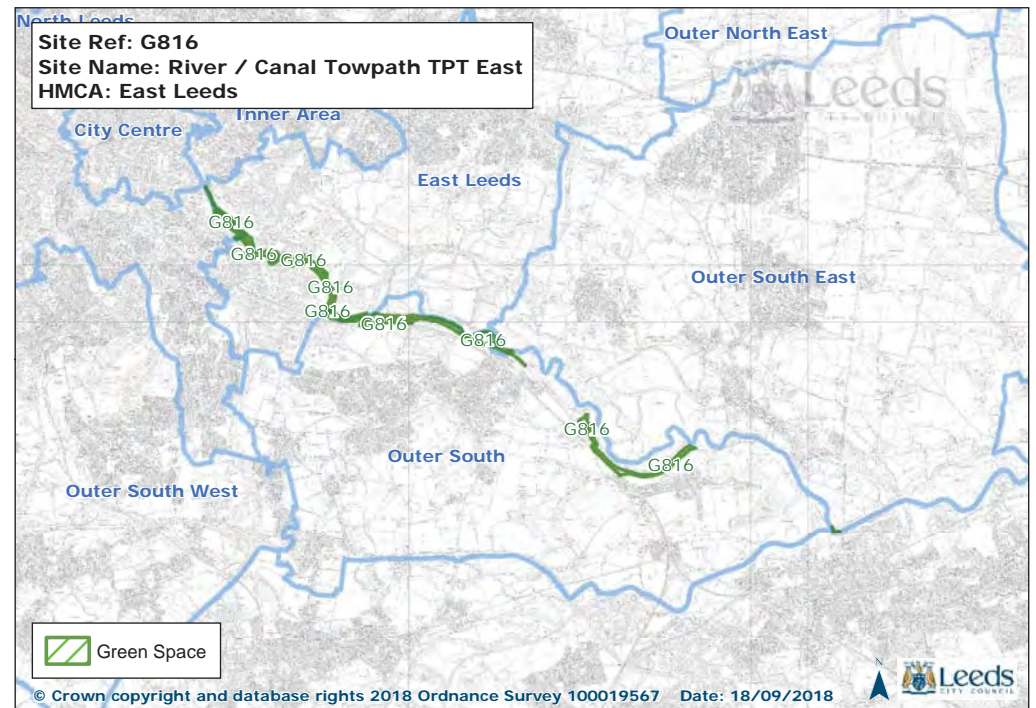 North Leeds
Site Ref: G816
Site Name: River / Canal Towpath TPT East
HMCA: East Leeds
Outer North East
Leeds
CITY COUNCIL
Inner Area
City Centre
East Leeds
G816
G816
G816
Outer South East
G816
G816
G816
G816
G816
Outer South
G816
Outer South West
Green Space
© Crown copyright and database rights 2018 Ordnance Survey 100019567 Date: 18/09/2018
N
Leeds
CITY COUNCIL